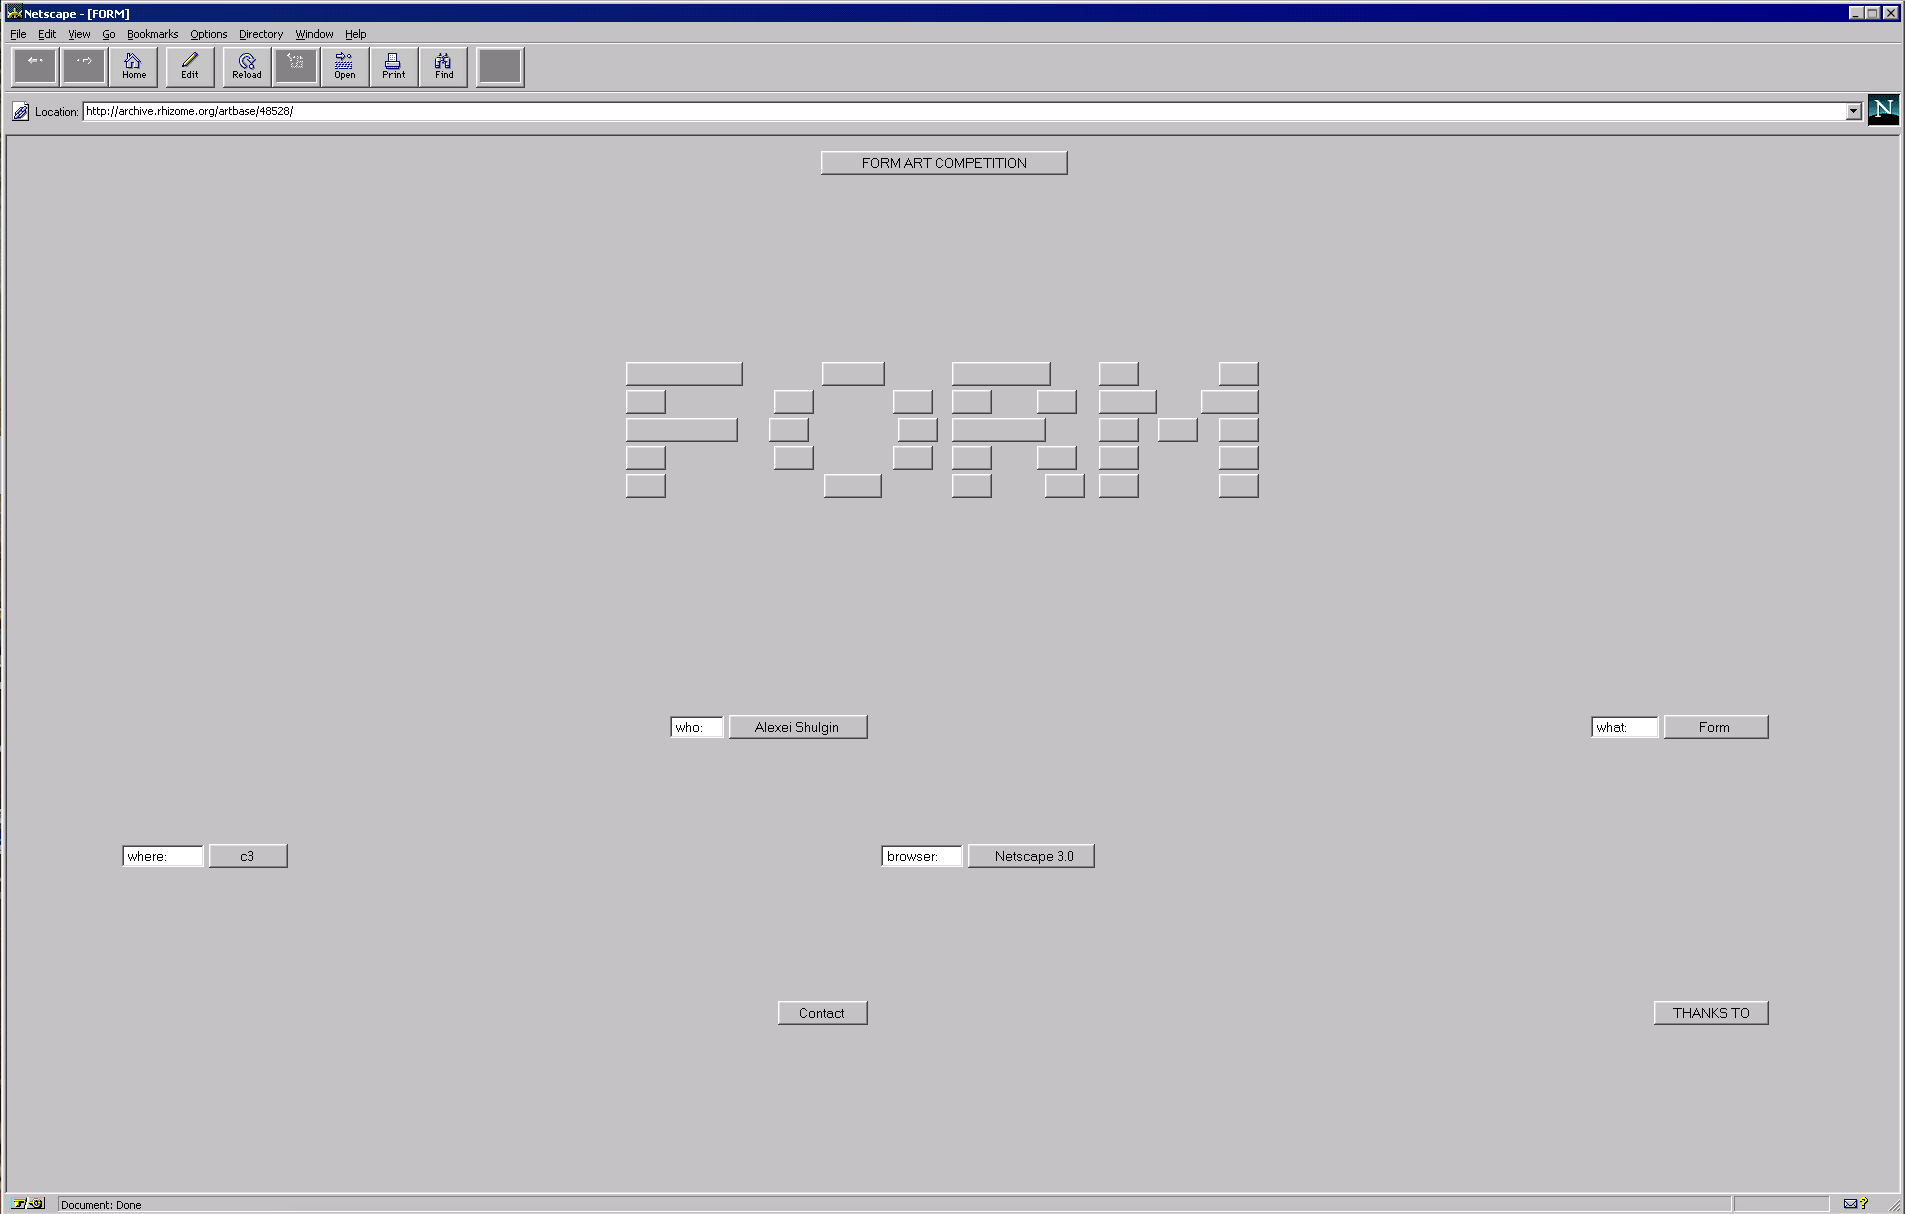 Netscape - [FORM]
File Edit View Go Bookmarks Options Directory Window Help
Home Edit Reload Open Print Find
Location: http://archive.rhizome.org/artbase/48528/
N
FORM ART COMPETITION
FORM
who: Alexei Shulgin what: Form
where: c3 browser: Netscape 3.0
Contact THANKS TO
Document: Done